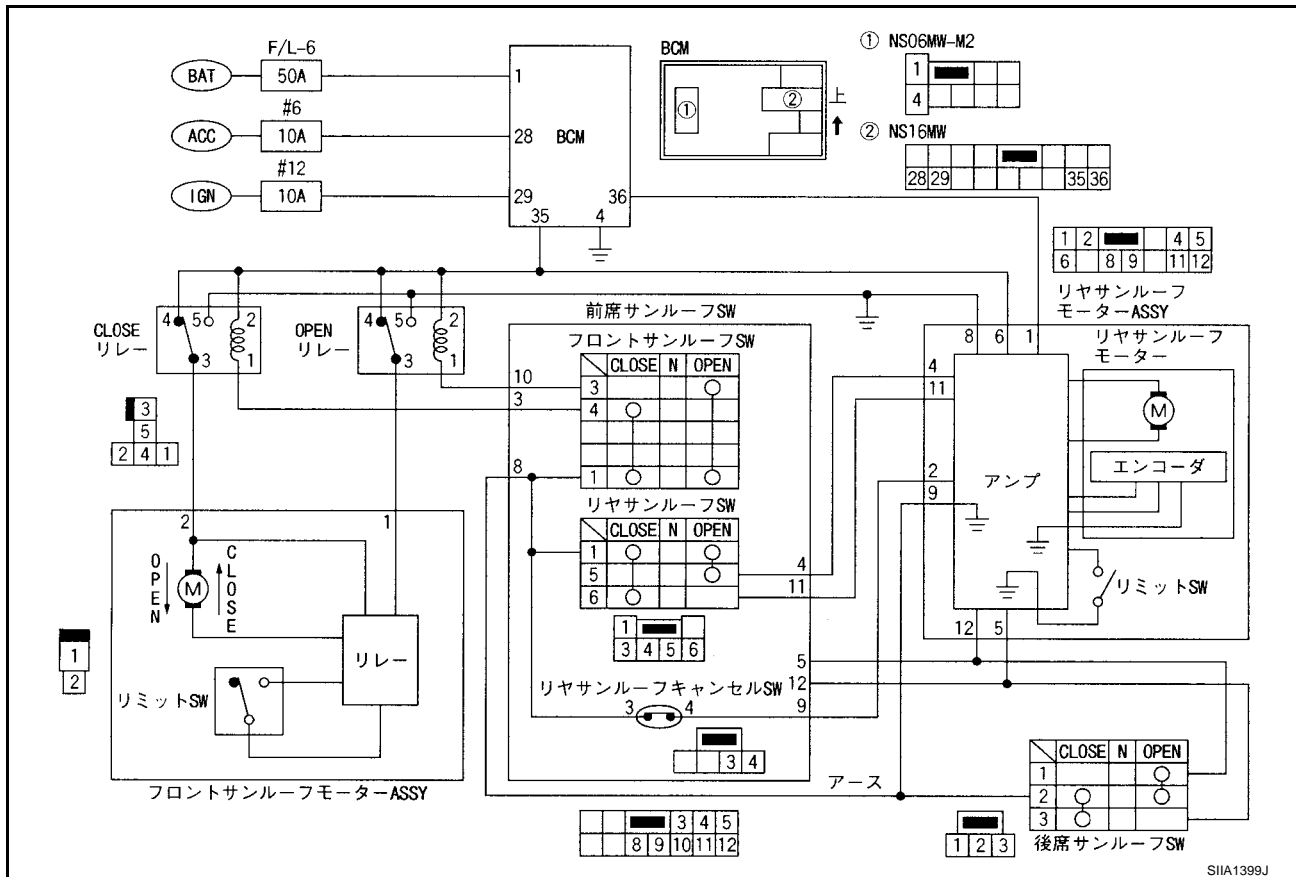 F/L-6
BAT
50A
1
#6
ACC
10A
28
BCM
#12
IGN
10A
29
36
35
4
BCM
①
②
上
① NS06MW-M2
1
4
② NS16MW
28 29 35 36
1 2 4 5
6 8 9 11 12
リヤサンルーフ
モーターASSY
リヤサンルーフ
モーター
CLOSE
リレー
4 5 2
3 1
OPEN
リレー
4 5 2
3 1
前席サンルーフSW
フロントサンルーフSW
CLOSE N OPEN
3
4
1
10
3
8
リヤサンルーフSW
CLOSE N OPEN
1
5
6
4
11
1
3 4 5 6
リヤサンルーフキャンセルSW
3 4
5
12
9
3 4
8 6 1
4
11
2
9
アンプ
M
エンコーダ
リミットSW
12 5
3
5
2 4 1
2 1
OPEN
CLOSE
M
リレー
リミットSW
1
2
フロントサンルーフモーターASSY
アース
3 4 5
8 9 10 11 12
CLOSE N OPEN
1
2
3
1 2 3
後席サンルーフSW
SIIA1399J